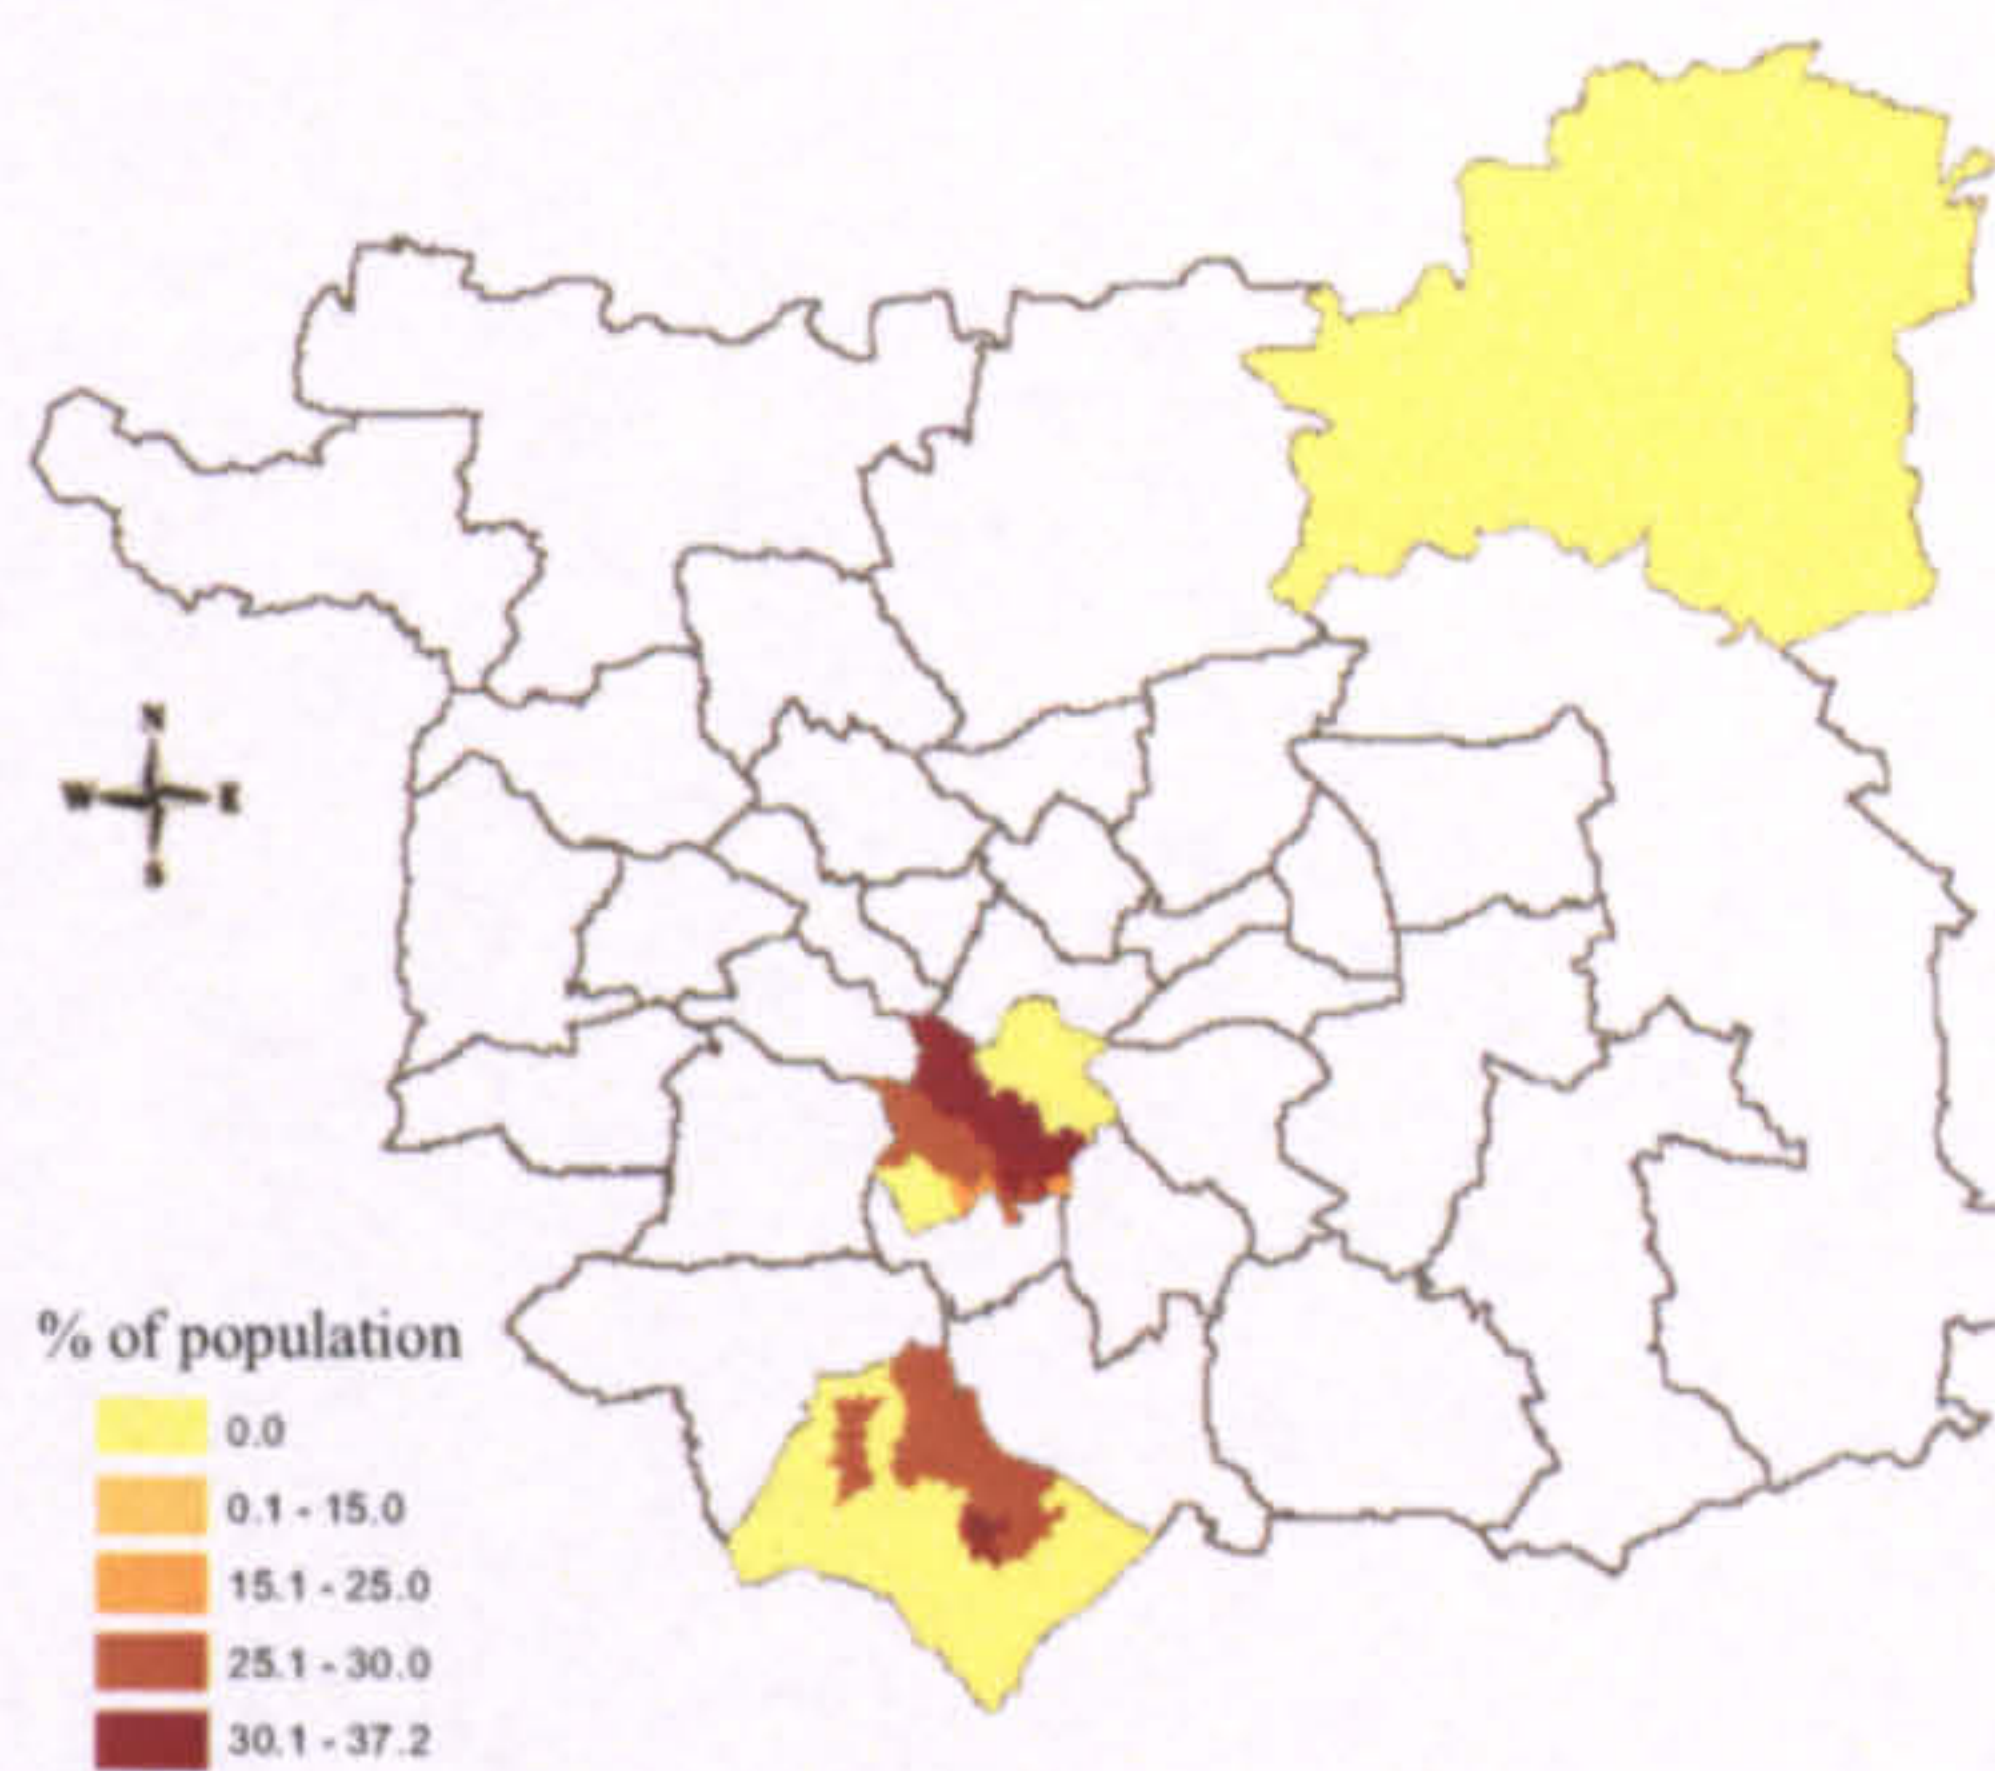 N
W E
S
% of population
0.0
0.1 - 15.0
15.1 - 25.0
25.1 - 30.0
30.1 - 37.2